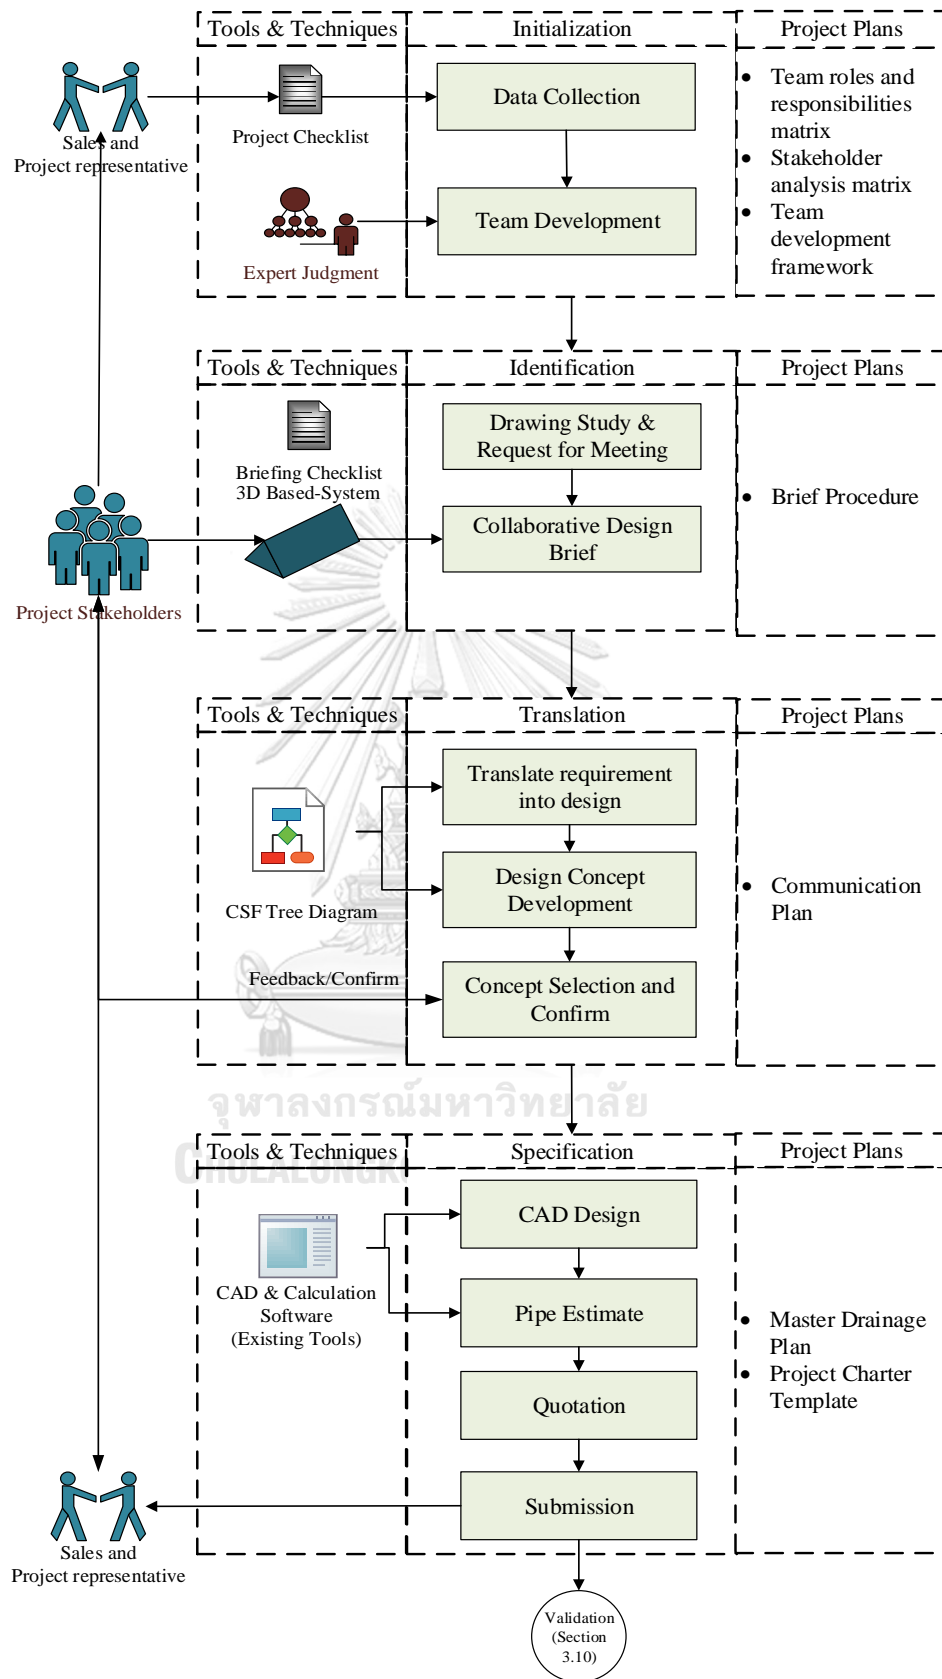 Tools & Techniques
Initialization
Project Plans
Sales and
Project representative
Project Checklist
Data Collection
Expert Judgment
Team Development
• Team roles and
responsibilities
matrix
• Stakeholder
analysis matrix
• Team
development
framework
Tools & Techniques
Identification
Project Plans
Project Stakeholders
Briefing Checklist
3D Based-System
Drawing Study &
Request for Meeting
Collaborative Design
Brief
• Brief Procedure
Tools & Techniques
Translation
Project Plans
CSF Tree Diagram
Feedback/Confirm
Translate requirement
into design
Design Concept
Development
Concept Selection and
Confirm
• Communication
Plan
จุฬาลงกรณ์มหาวิทยาลัย
Tools & Techniques
Specification
Project Plans
CAD & Calculation
Software
(Existing Tools)
CAD Design
Pipe Estimate
Quotation
Submission
• Master Drainage
Plan
• Project Charter
Template
Sales and
Project representative
Validation
(Section
3.10)